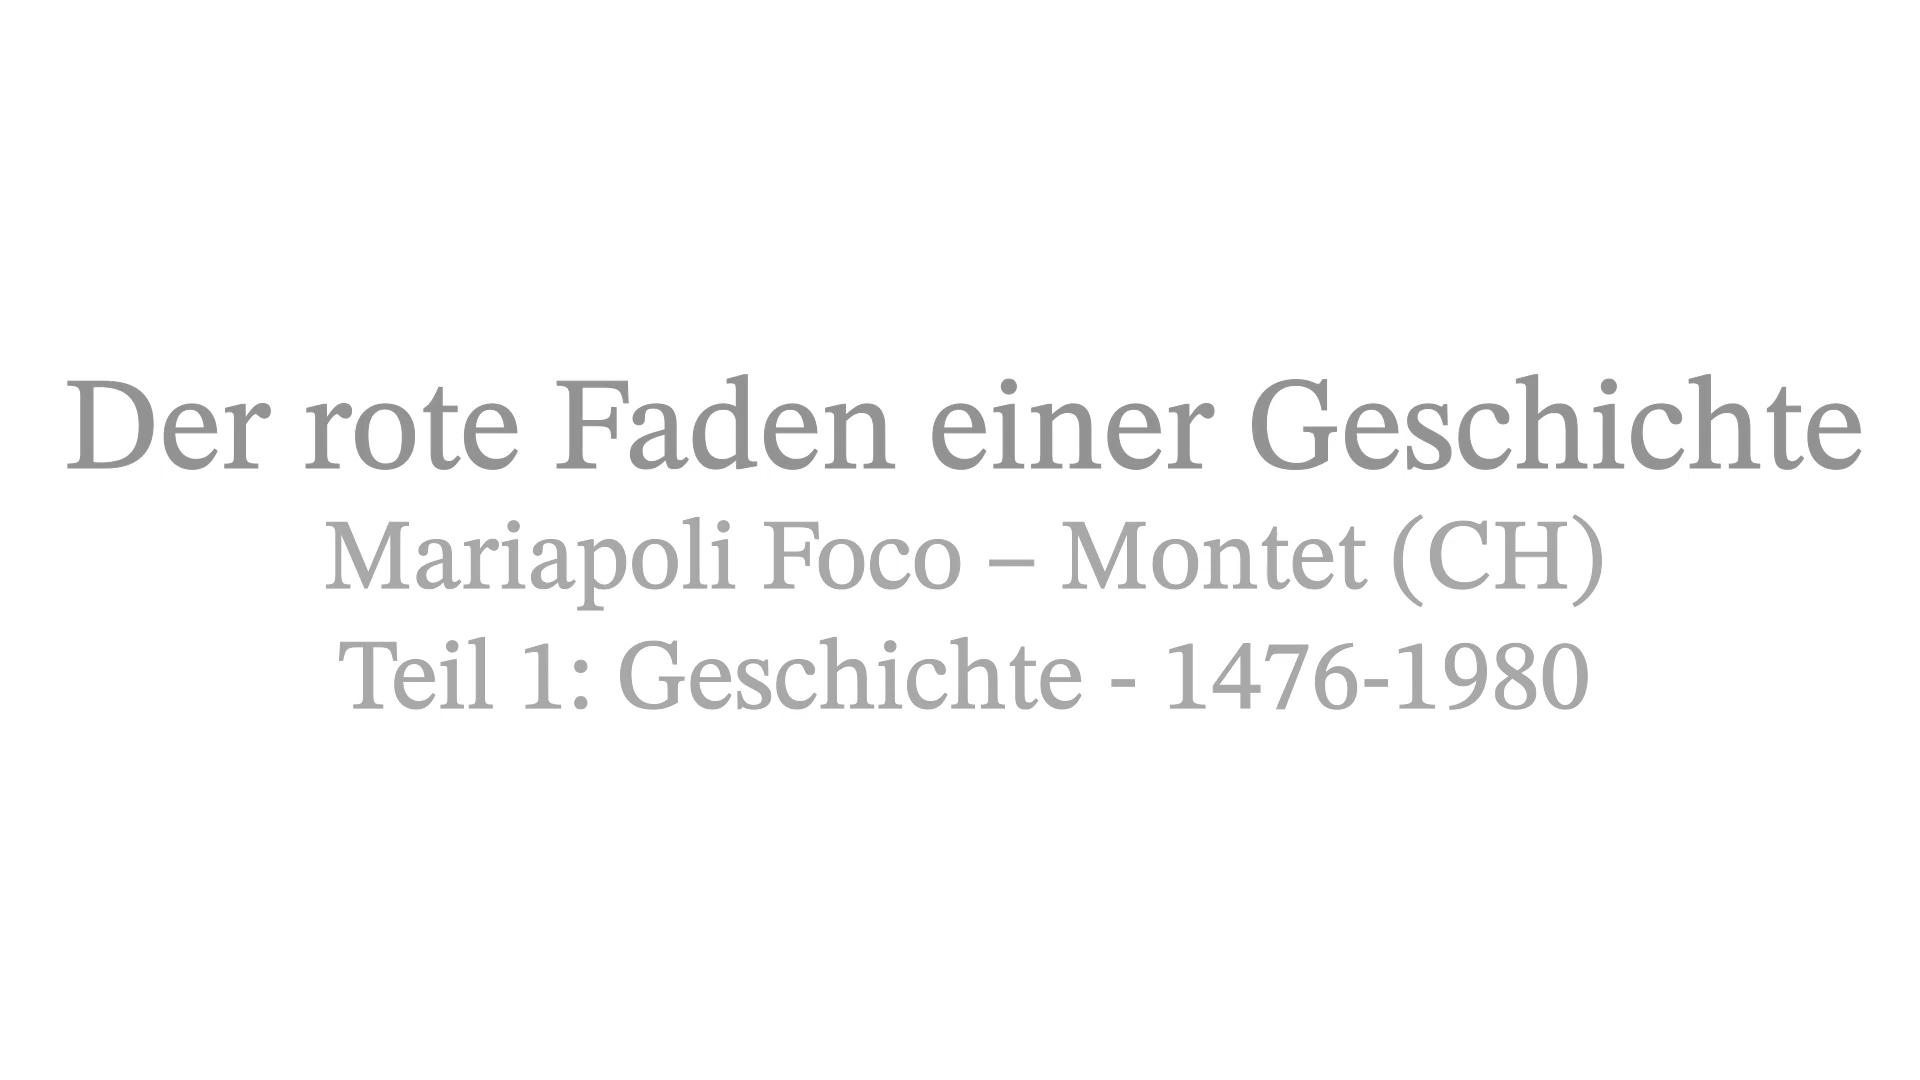 Der rote Faden einer Geschichte
Mariapoli Foco – Montet (CH)
Teil 1: Geschichte - 1476-1980